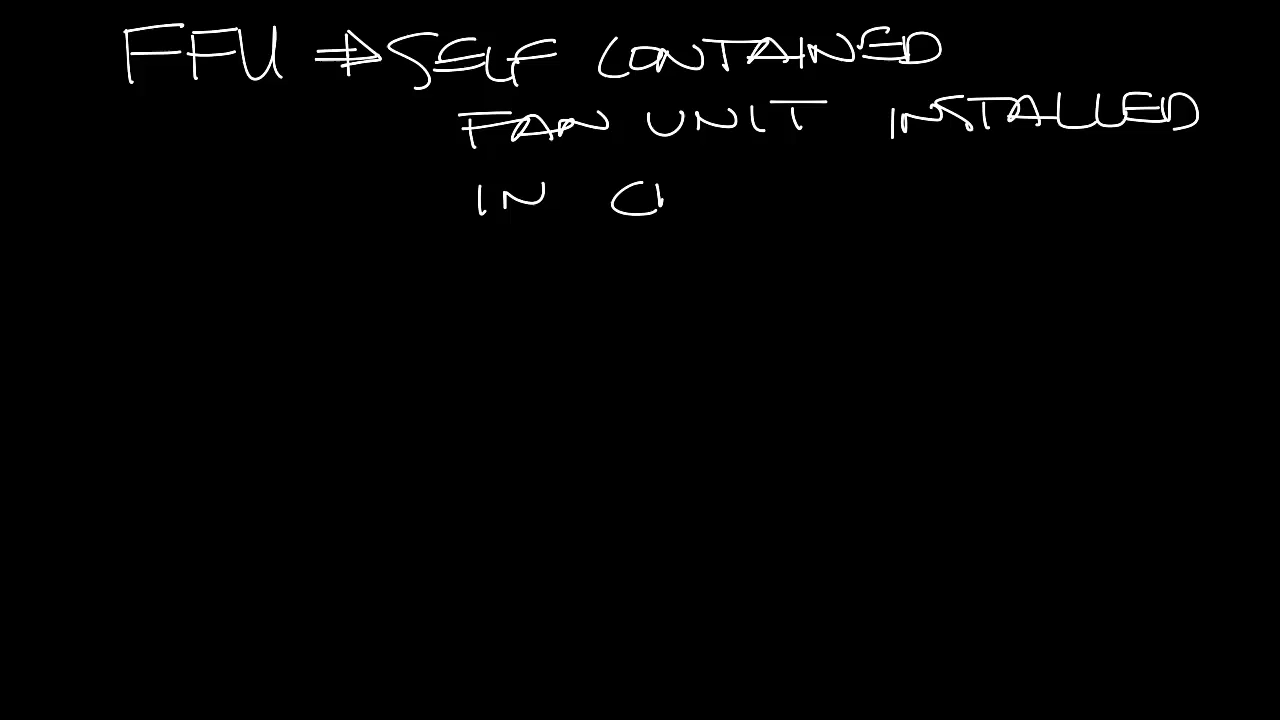 FFU ⇒ SELF CONTAINED
FAN UNIT INSTALLED
IN